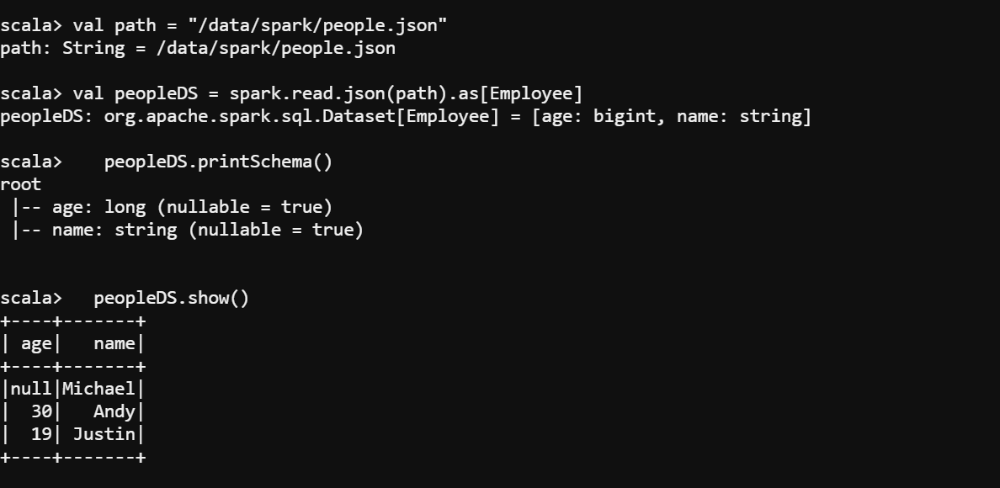 scala> val path = "/data/spark/people.json"
path: String = /data/spark/people.json
scala> val peopleDS = spark.read.json(path).as[Employee]
peopleDS: org.apache.spark.sql.Dataset[Employee] = [age: bigint, name: string]
scala>    peopleDS.printSchema()
root
 |-- age: long (nullable = true)
 |-- name: string (nullable = true)
scala>   peopleDS.show()
+----+-------+
| age|   name|
+----+-------+
|null|Michael|
|  30|   Andy|
|  19| Justin|
+----+-------+